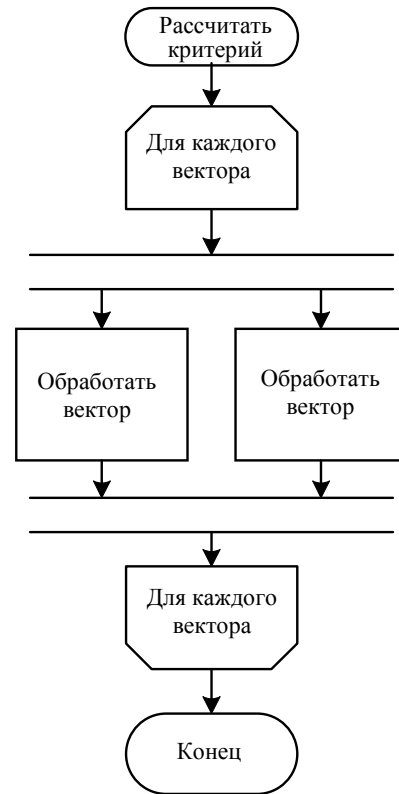 Рассчитать
критерий
Для каждого
вектора
Обработать
вектор
Обработать
вектор
Для каждого
вектора
Конец